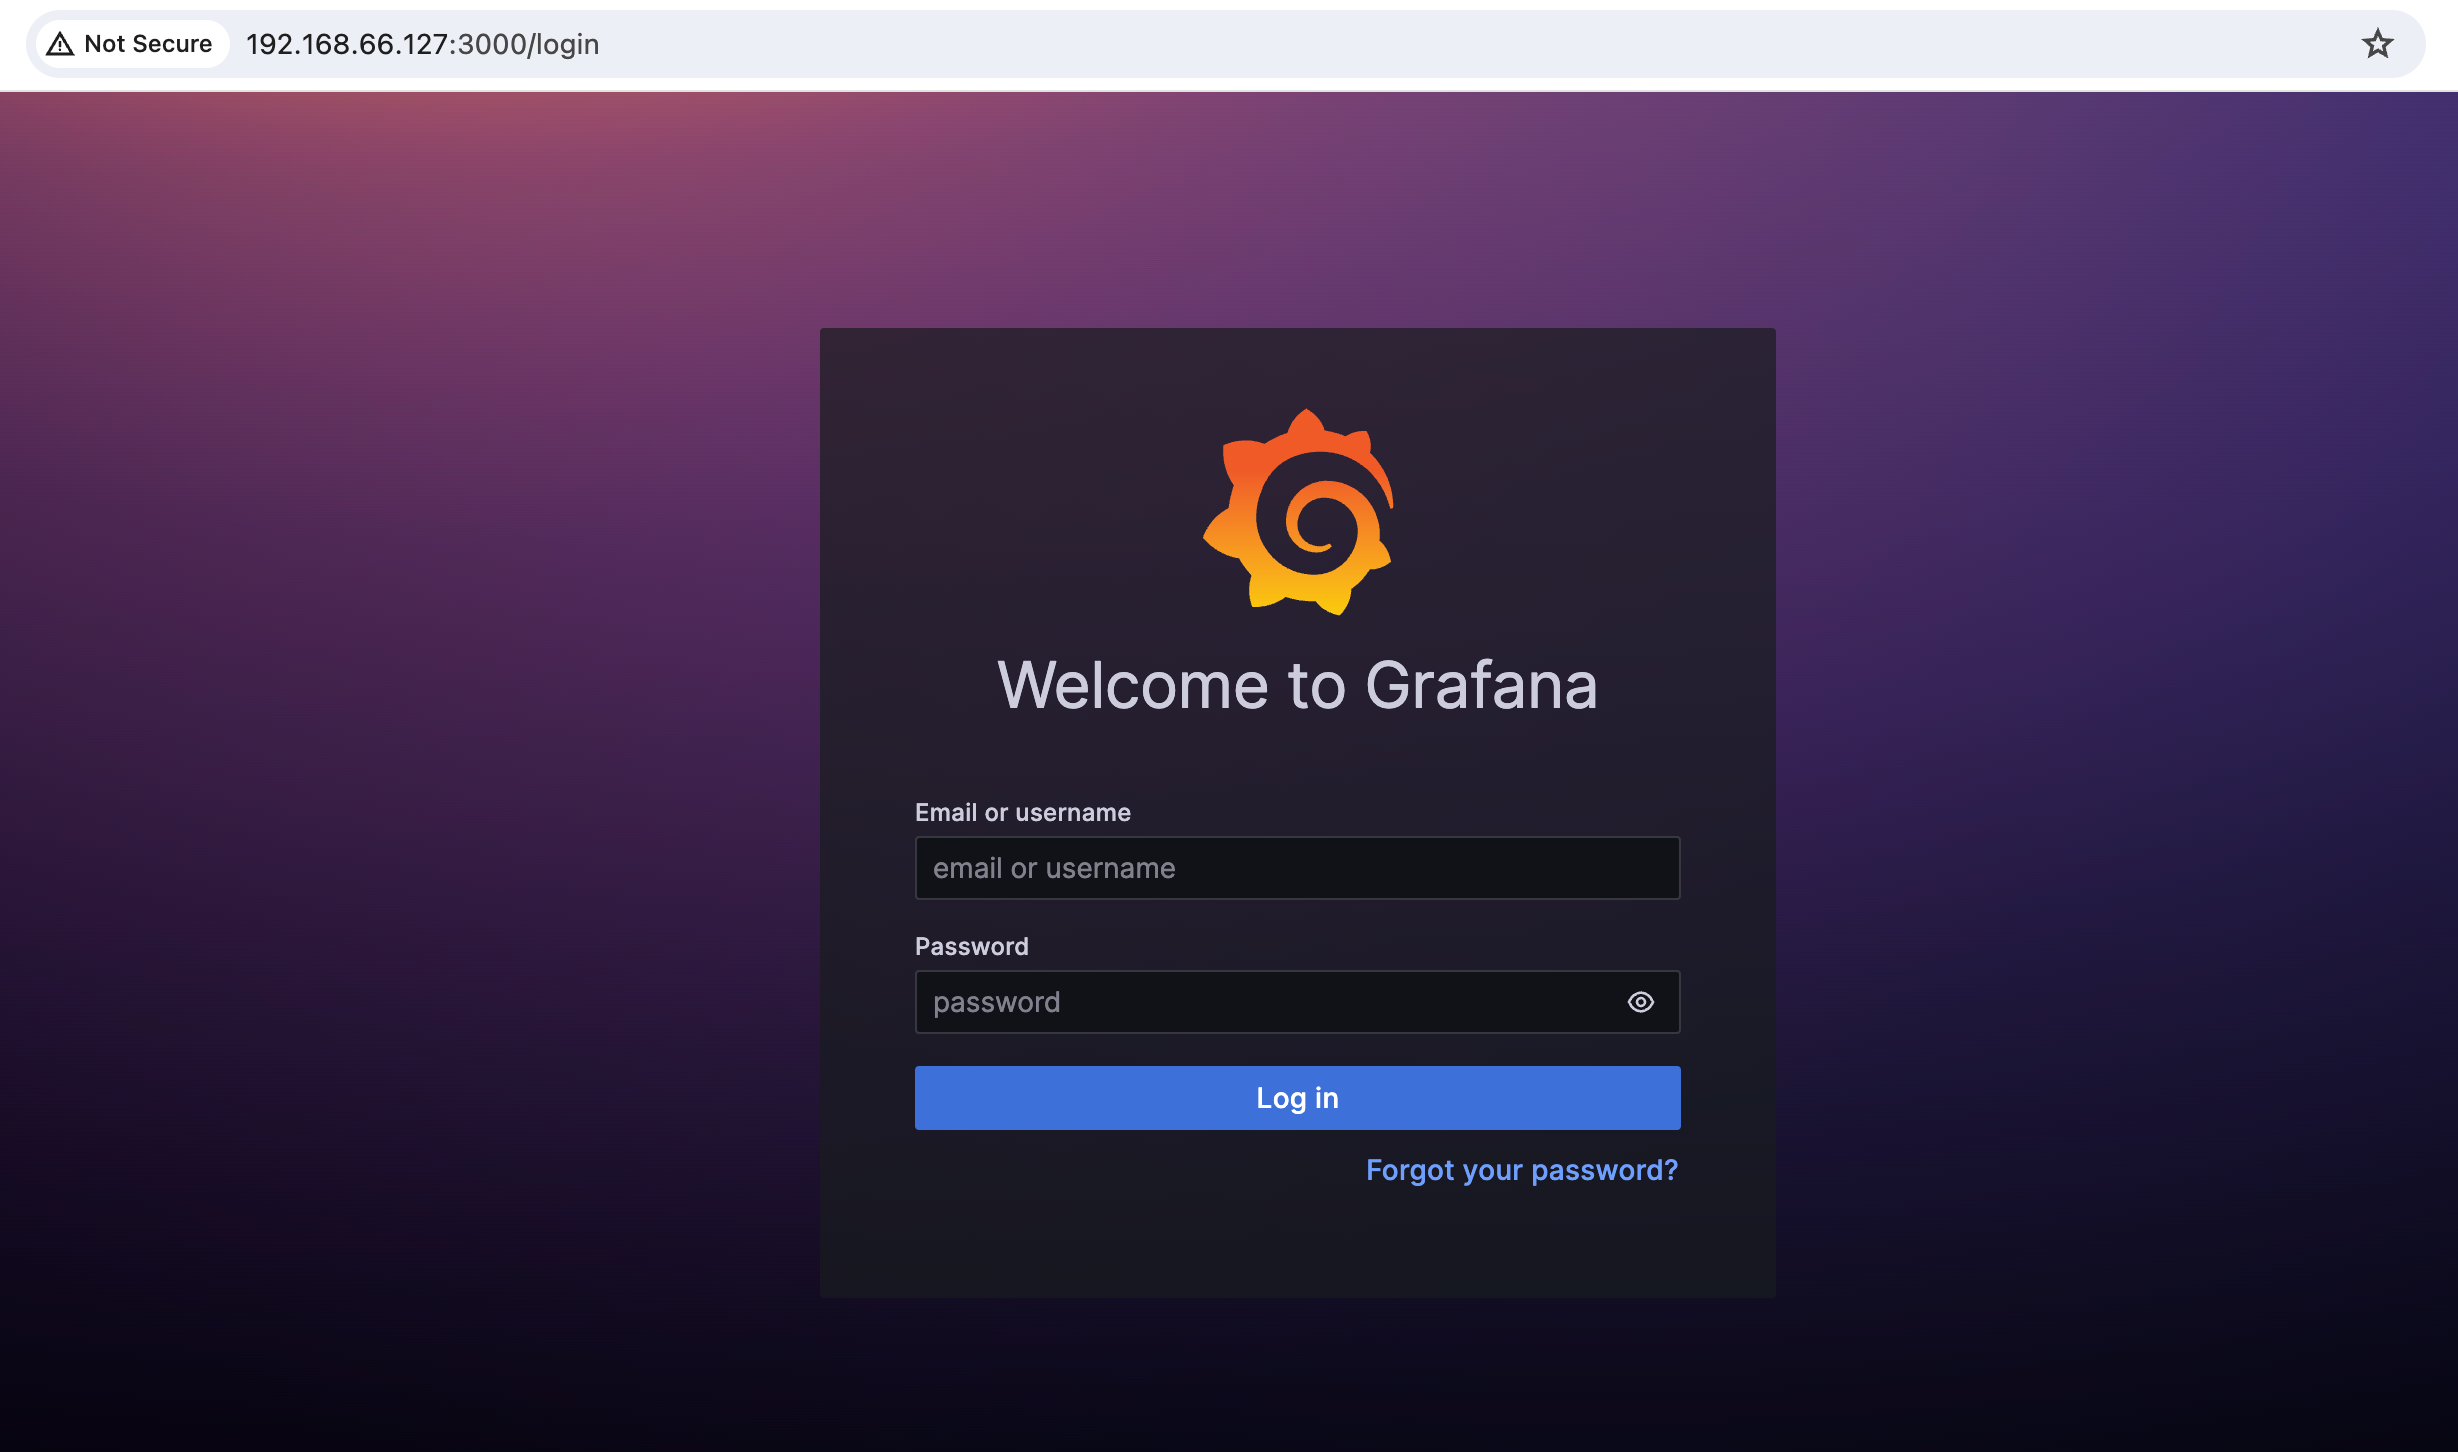 Not Secure 192.168.66.127:3000/login
Welcome to Grafana
Email or username
email or username
Password
password
Log in
Forgot your password?